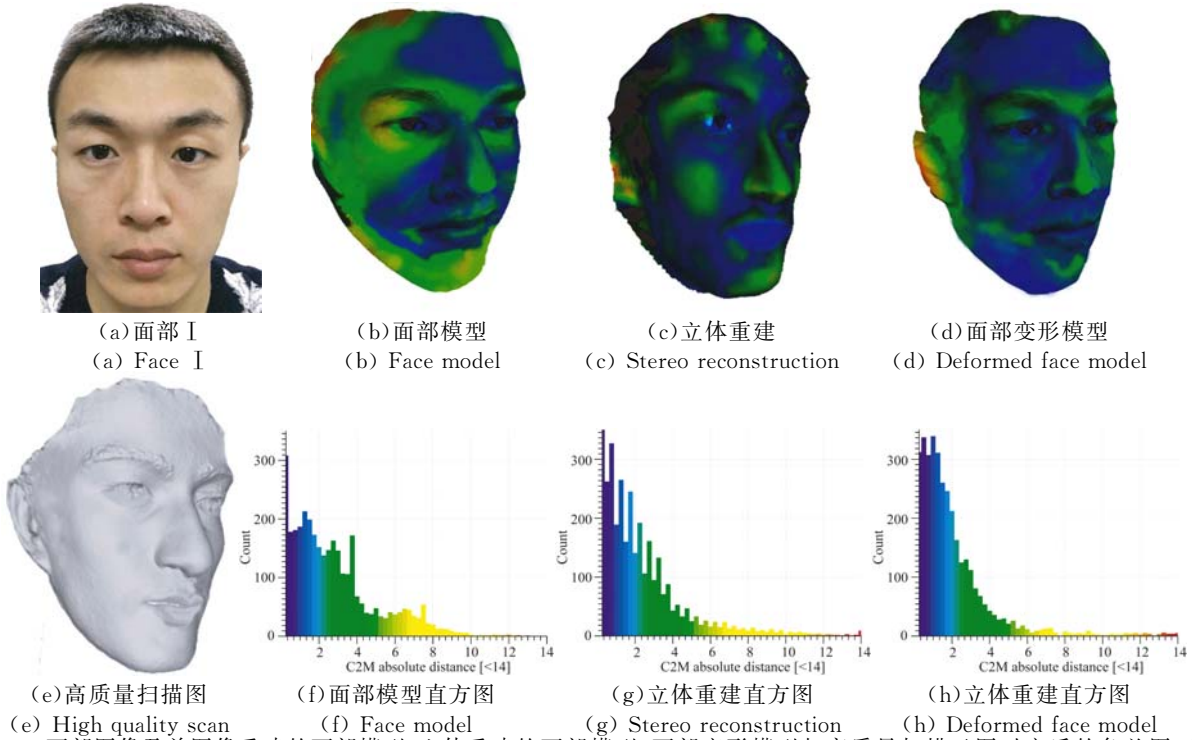 (a)面部Ⅰ
(a) Face Ⅰ
(b)面部模型
(b) Face model
(c)立体重建
(c) Stereo reconstruction
(d)面部变形模型
(d) Deformed face model
(e)高质量扫描图
(e) High quality scan
300
200
100
0
Count
2 4 6 8 10 12 14
C2M absolute distance [<14]
(f)面部模型直方图
(f) Face model
300
200
100
0
Count
2 4 6 8 10 12 14
C2M absolute distance [<14]
(g)立体重建直方图
(g) Stereo reconstruction
300
200
100
0
Count
2 4 6 8 10 12 14
C2M absolute distance [<14]
(h)立体重建直方图
(h) Deformed face model